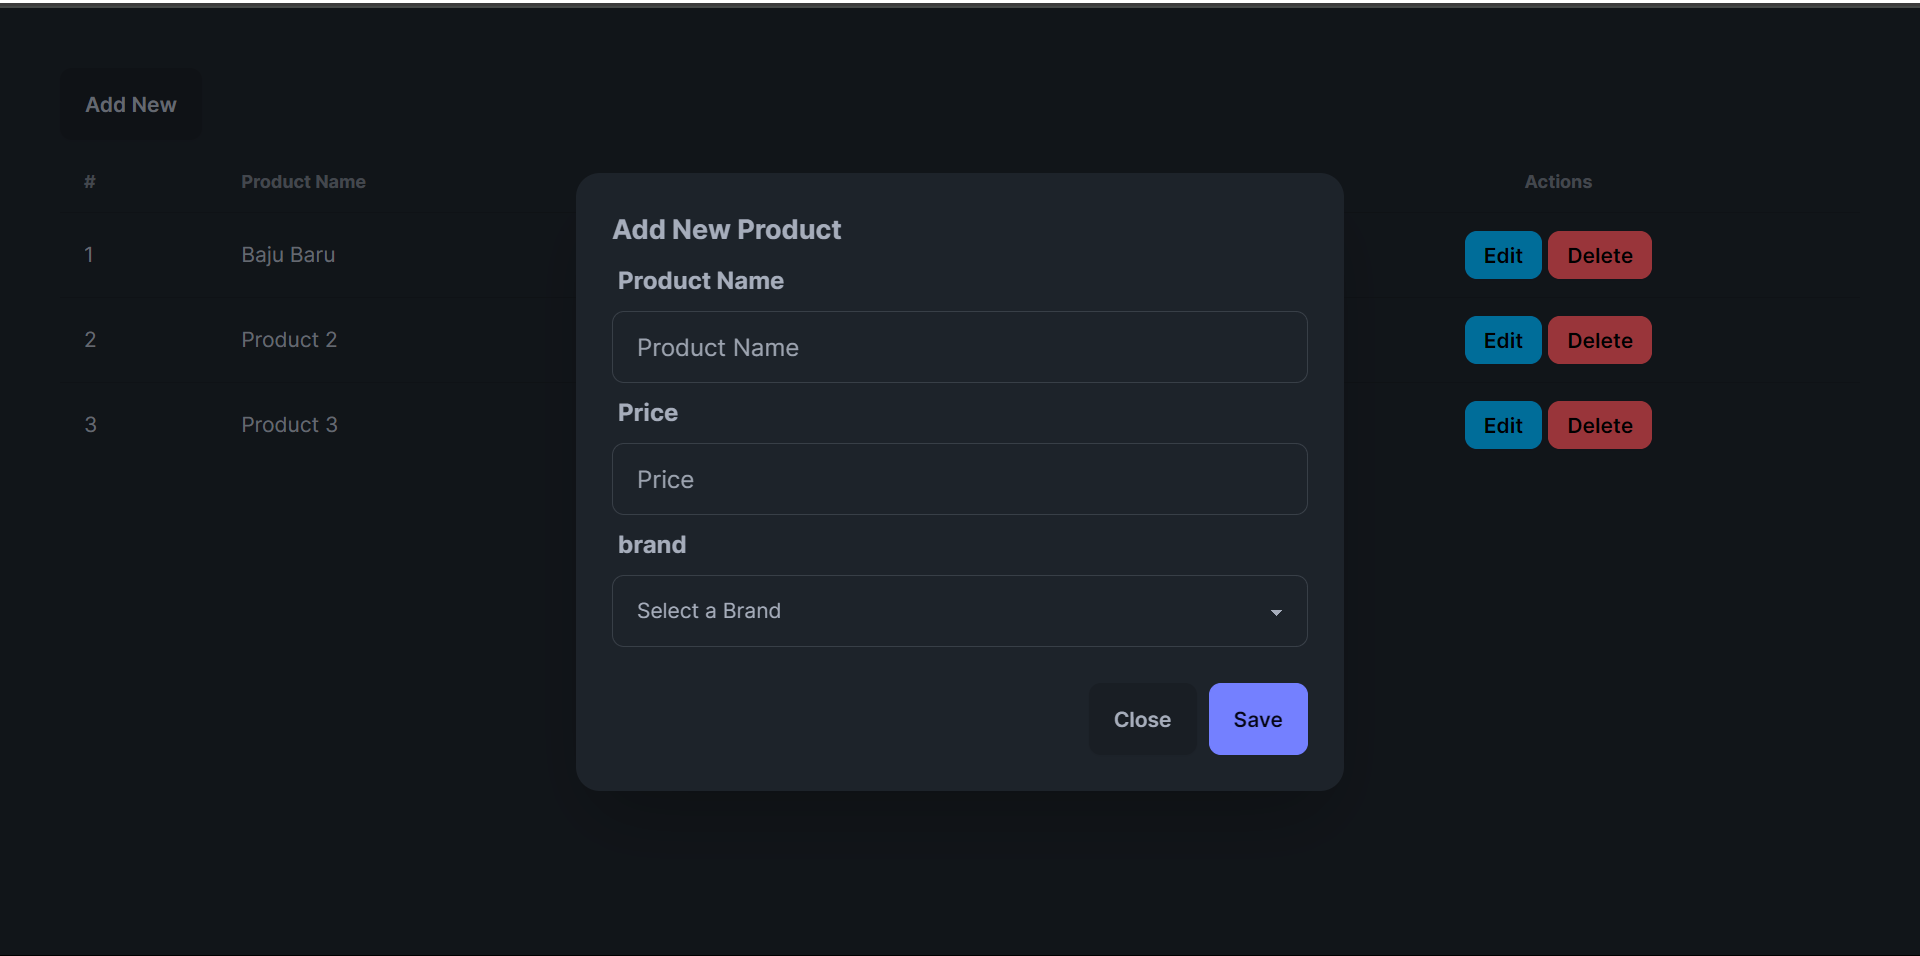 Add New
# Product Name Actions
1 Baju Baru Edit Delete
2 Product 2 Edit Delete
3 Product 3 Edit Delete
Add New Product
Product Name
Product Name
Price
Price
brand
Select a Brand
Close Save